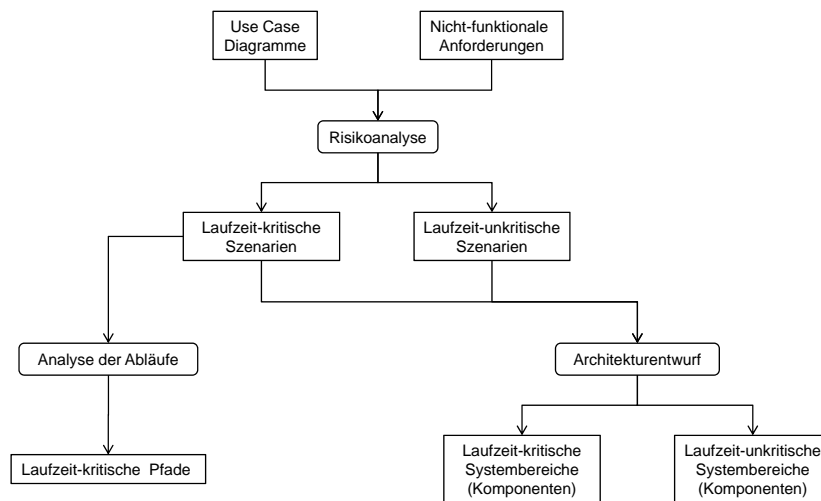 Use Case
Diagramme
Nicht-funktionale
Anforderungen
Risikoanalyse
Laufzeit-kritische
Szenarien
Laufzeit-unkritische
Szenarien
Analyse der Abläufe
Architekturentwurf
Laufzeit-kritische Pfade
Laufzeit-kritische
Systembereiche
(Komponenten)
Laufzeit-unkritische
Systembereiche
(Komponenten)